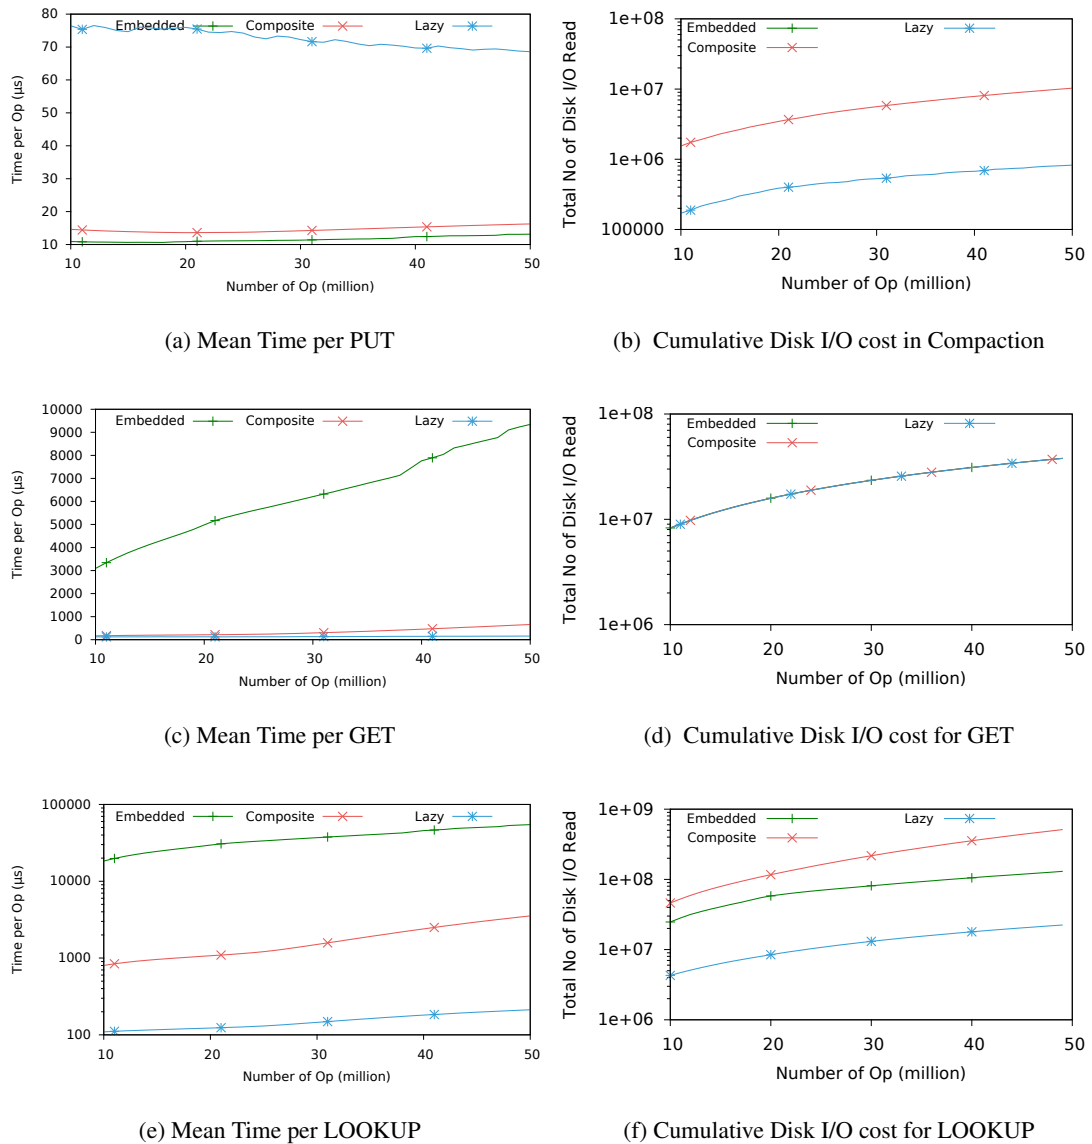 Embedded Composite Lazy
80
70
60
50
40
30
20
10
Time per Op (µs)
10 20 30 40 50
Number of Op (million)
(a) Mean Time per PUT
Embedded Lazy
Composite
1e+08
1e+07
1e+06
100000
Total No of Disk I/O Read
10 20 30 40 50
Number of Op (million)
(b) Cumulative Disk I/O cost in Compaction
Embedded Composite Lazy
10000
9000
8000
7000
6000
5000
4000
3000
2000
1000
0
Time per Op (µs)
10 20 30 40 50
Number of Op (million)
(c) Mean Time per GET
Embedded Lazy
Composite
1e+08
1e+07
1e+06
Total No of Disk I/O Read
10 20 30 40 50
Number of Op (million)
(d) Cumulative Disk I/O cost for GET
Embedded Composite Lazy
100000
10000
1000
100
Time per Op (µs)
10 20 30 40 50
Number of Op (million)
(e) Mean Time per LOOKUP
Embedded Lazy
Composite
1e+09
1e+08
1e+07
1e+06
Total No of Disk I/O Read
10 20 30 40 50
Number of Op (million)
(f) Cumulative Disk I/O cost for LOOKUP